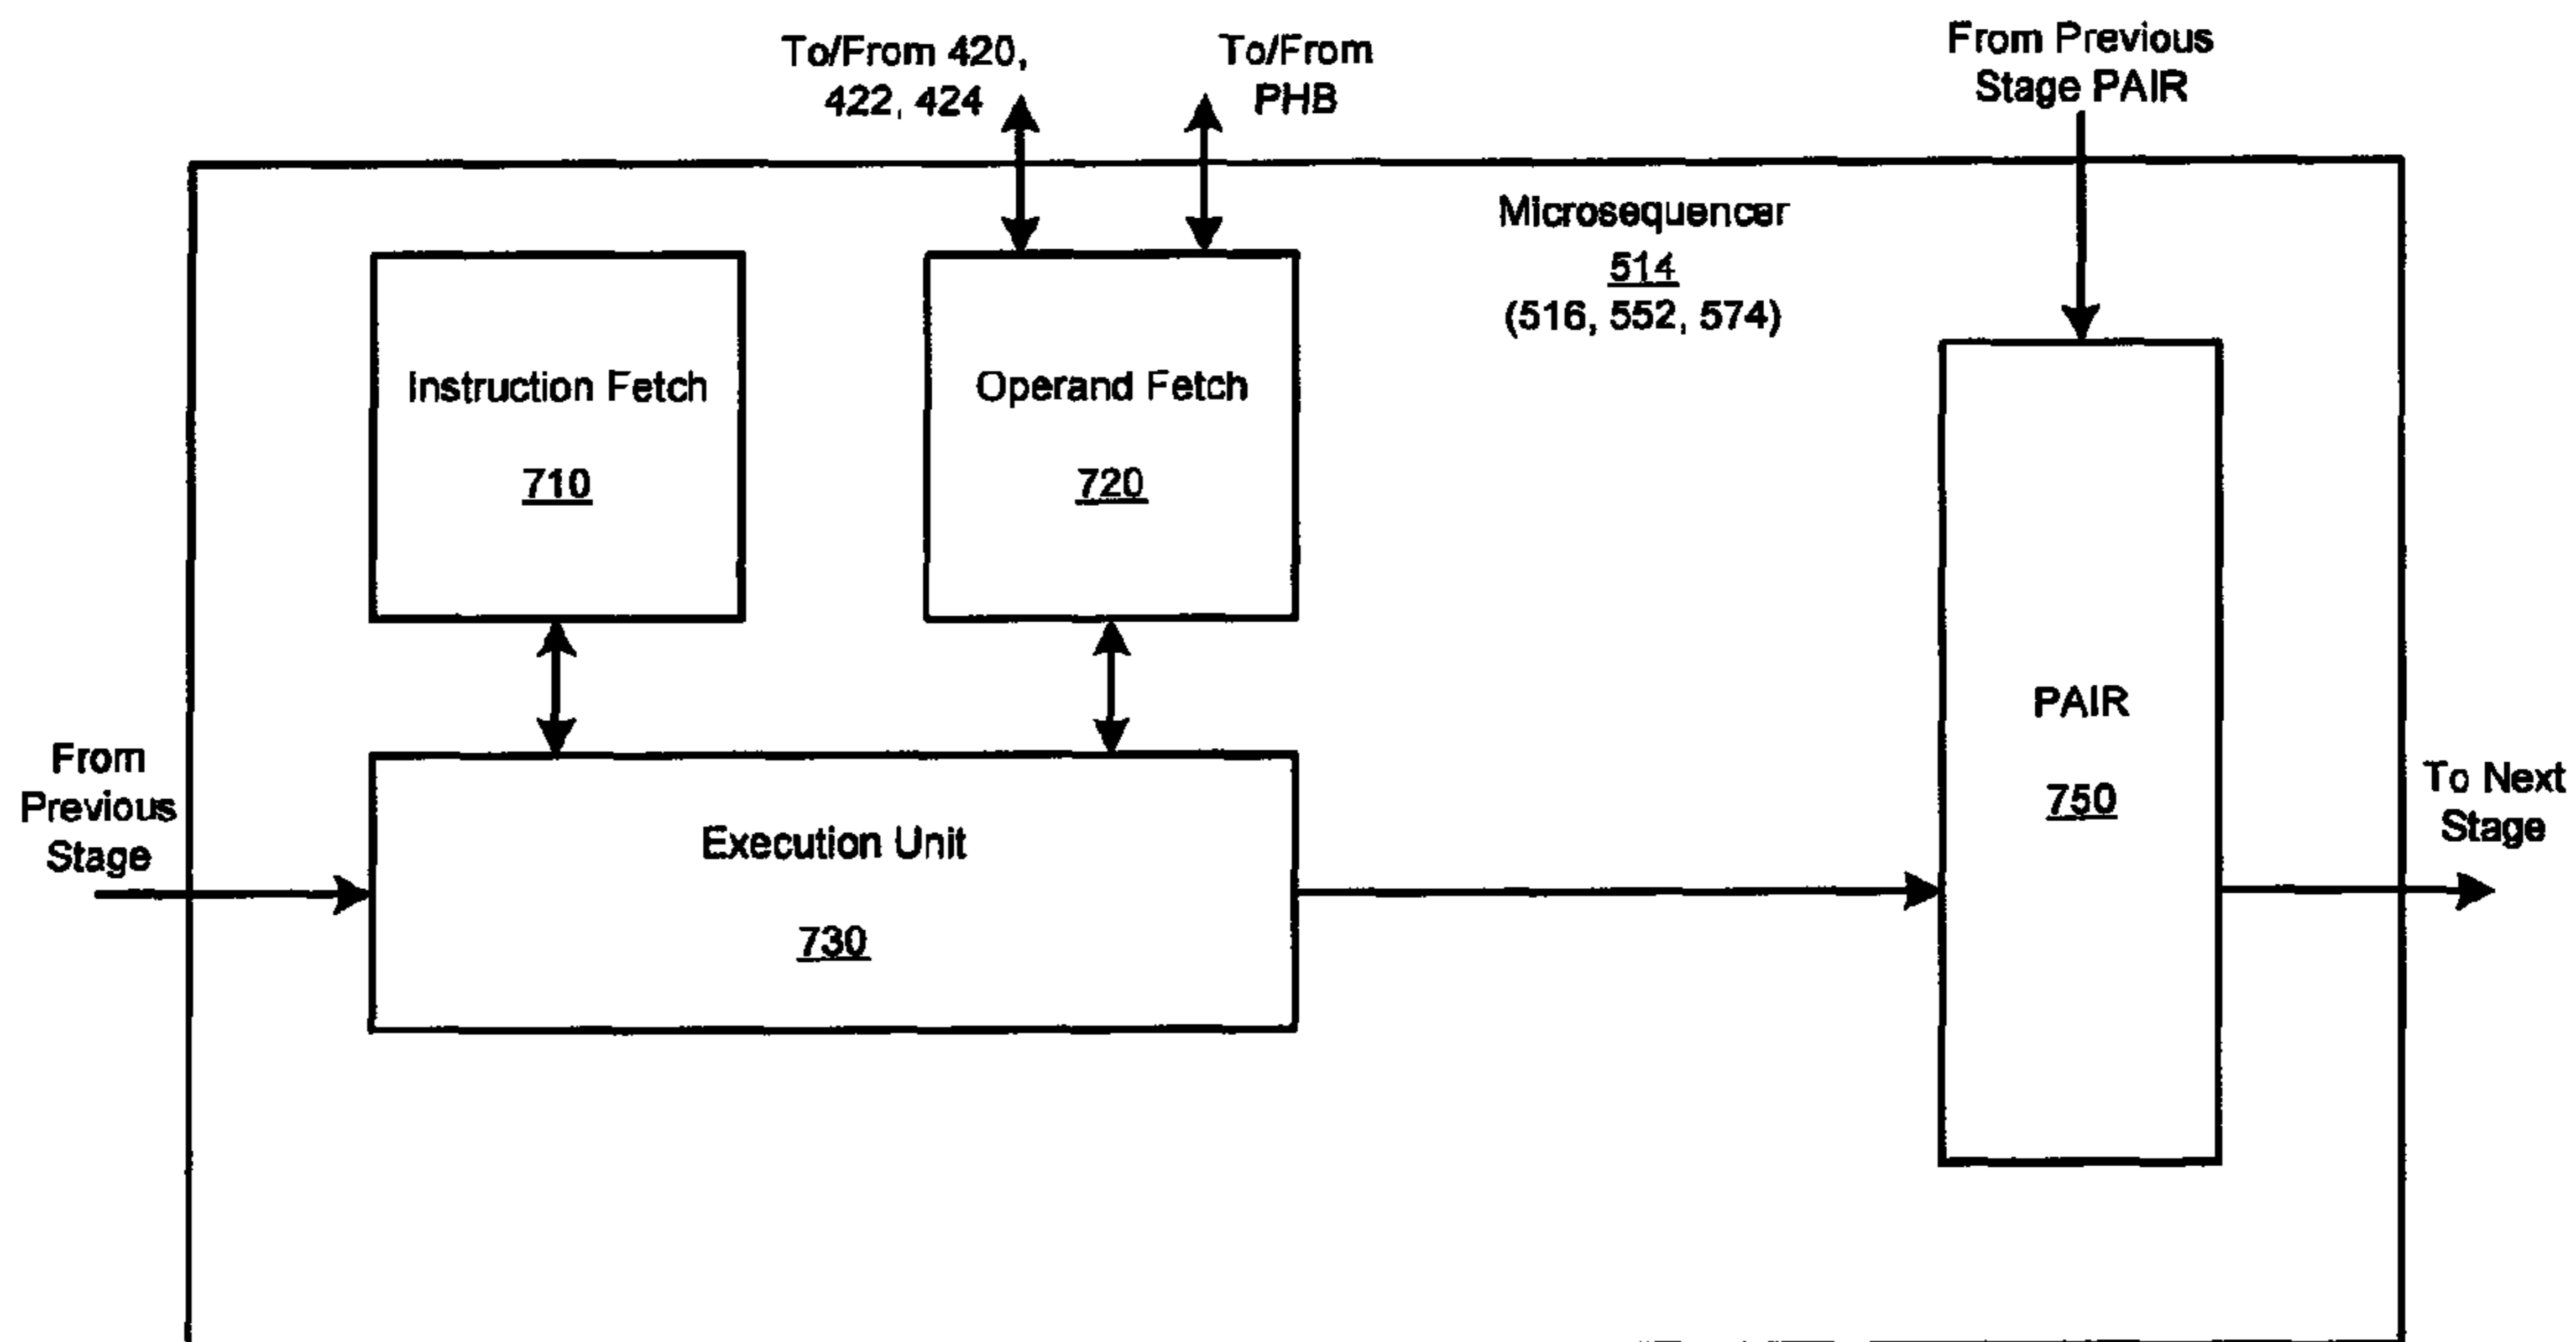 To/From 420,
422, 424
To/From
PHB
From Previous
Stage PAIR
Microsequencer
514
(516, 552, 574)
Instruction Fetch
710
Operand Fetch
720
PAIR
750
From
Previous
Stage
Execution Unit
730
To Next
Stage